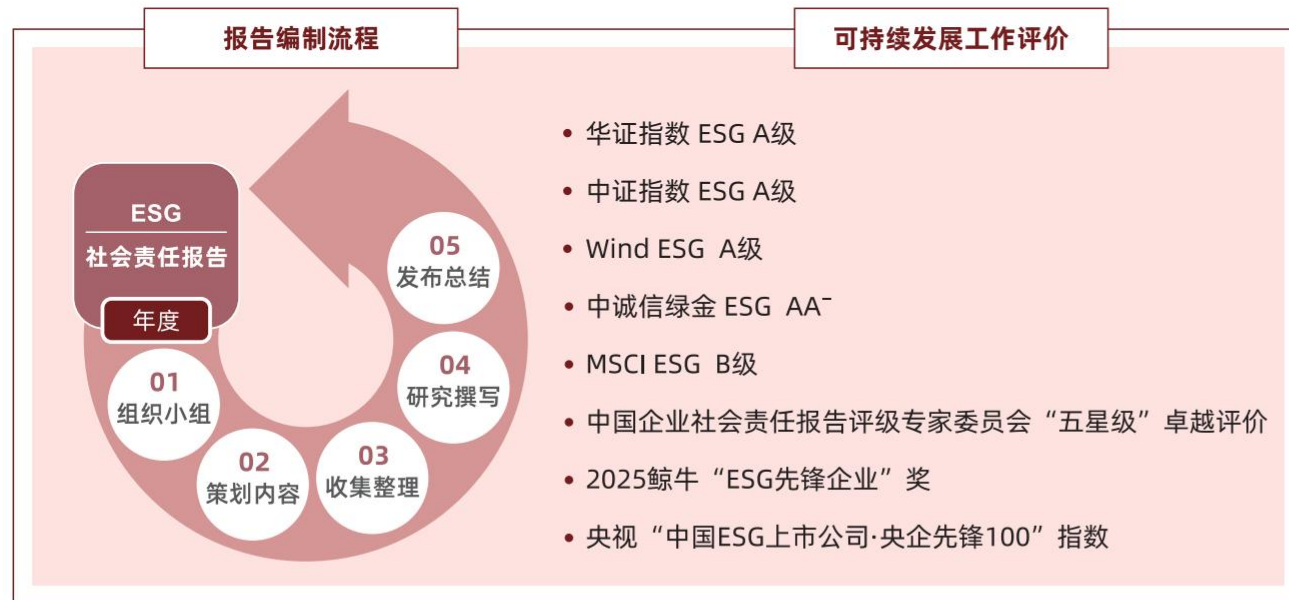 报告编制流程
可持续发展工作评价
ESG
社会责任报告
年度
01
组织小组
02
策划内容
03
收集整理
04
研究撰写
05
发布总结
• 华证指数 ESG A级
• 中证指数 ESG A级
• Wind ESG A级
• 中诚信绿金 ESG AA⁻
• MSCI ESG B级
• 中国企业社会责任报告评级专家委员会“五星级”卓越评价
• 2025鲸牛“ESG先锋企业”奖
• 央视“中国ESG上市公司·央企先锋100”指数